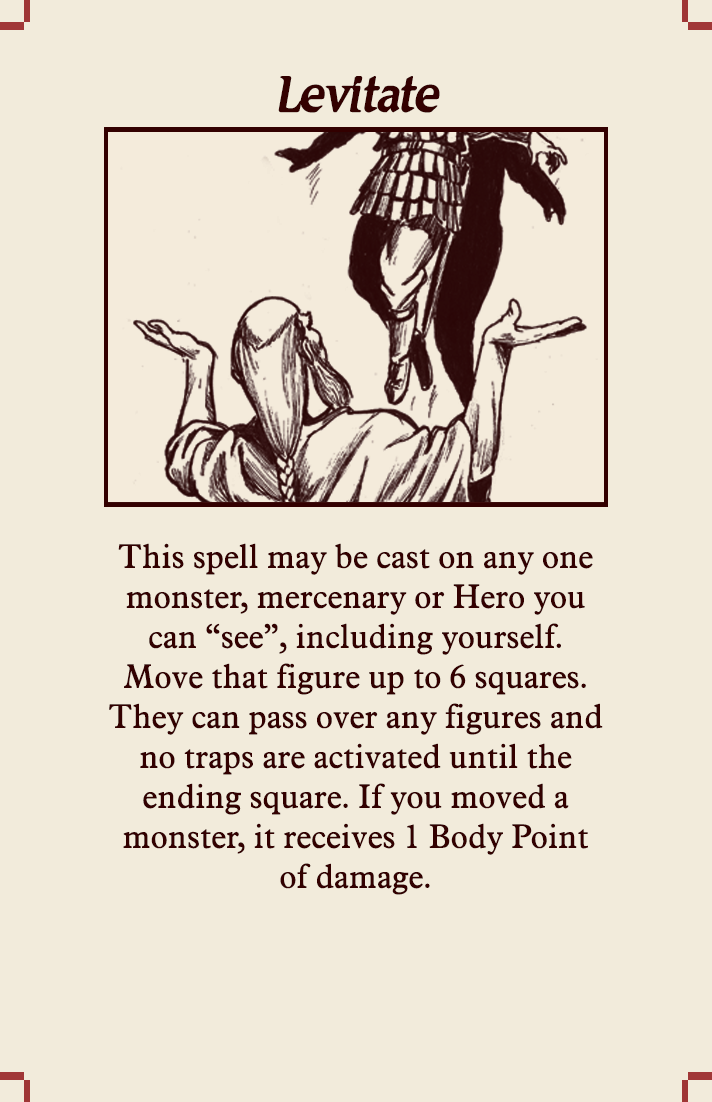 Levitate
This spell may be cast on any one
monster, mercenary or Hero you
can “see”, including yourself.
Move that figure up to 6 squares.
They can pass over any figures and
no traps are activated until the
ending square. If you moved a
monster, it receives 1 Body Point
of damage.